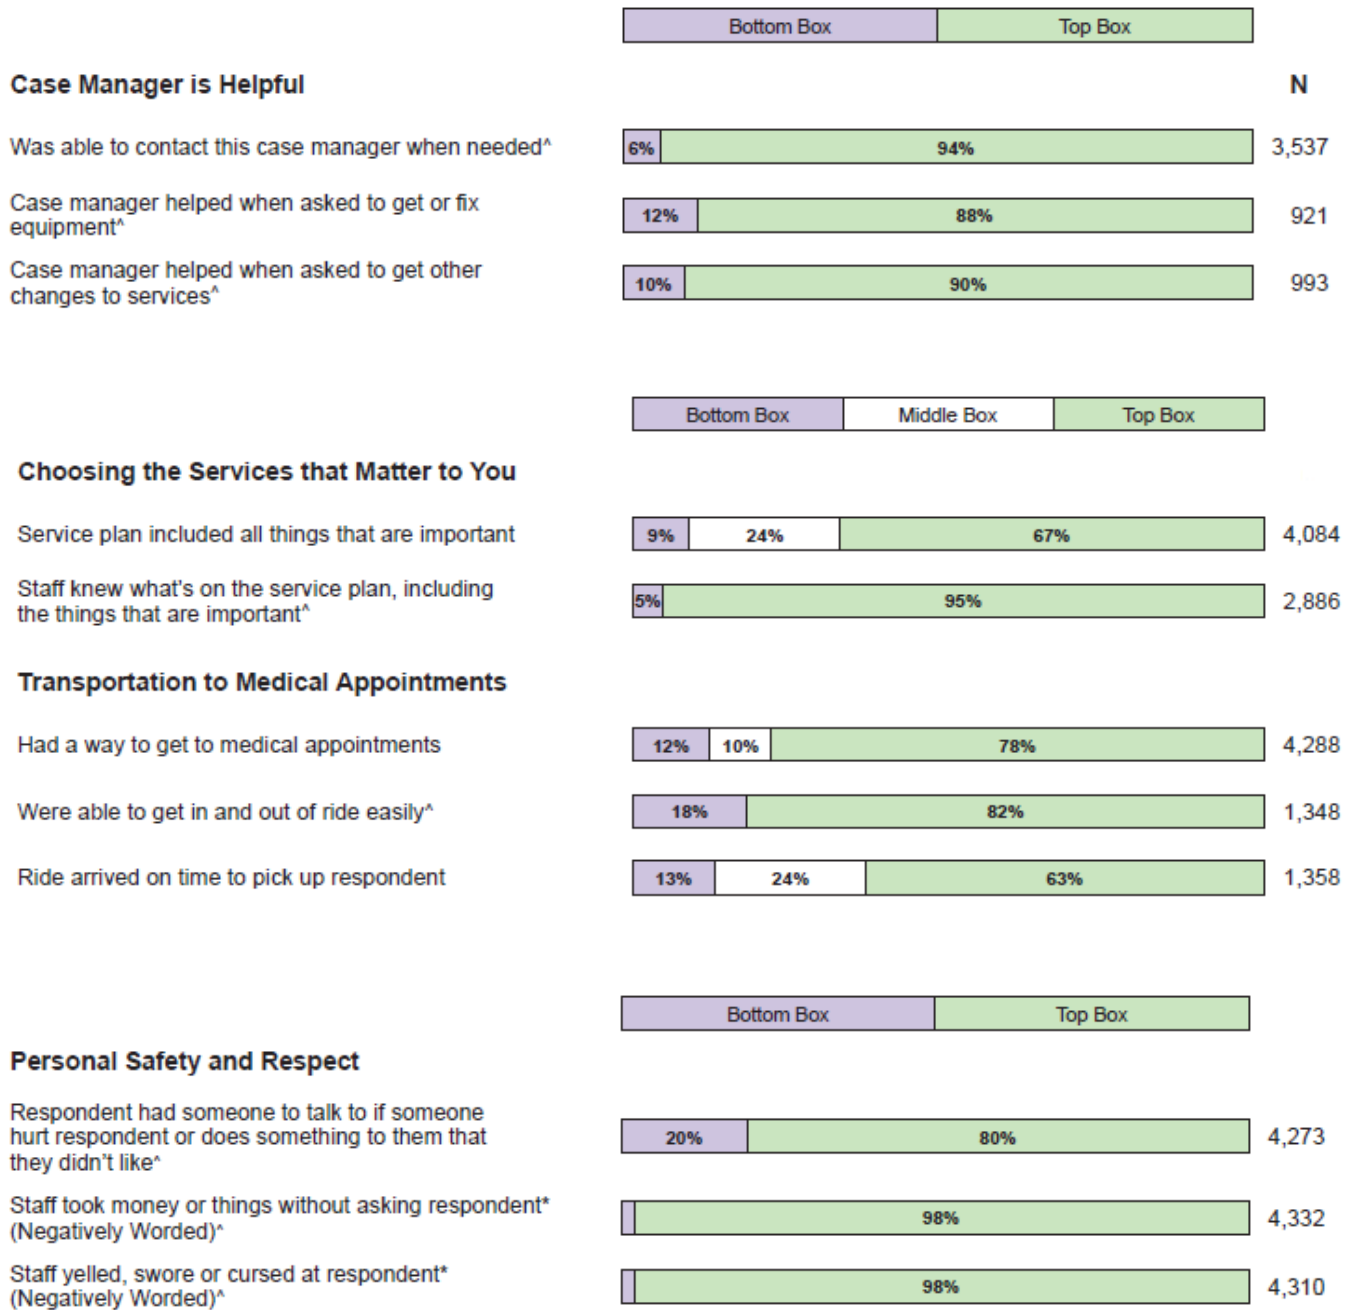 Bottom Box Top Box
Case Manager is Helpful N
Was able to contact this case manager when needed^ 6% 94% 3,537
Case manager helped when asked to get or fix
equipment^ 12% 88% 921
Case manager helped when asked to get other
changes to services^ 10% 90% 993
Bottom Box Middle Box Top Box
Choosing the Services that Matter to You
Service plan included all things that are important 9% 24% 67% 4,084
Staff knew what's on the service plan, including
the things that are important^ 5% 95% 2,886
Transportation to Medical Appointments
Had a way to get to medical appointments 12% 10% 78% 4,288
Were able to get in and out of ride easily^ 18% 82% 1,348
Ride arrived on time to pick up respondent 13% 24% 63% 1,358
Bottom Box Top Box
Personal Safety and Respect
Respondent had someone to talk to if someone
hurt respondent or does something to them that
they didn't like^ 20% 80% 4,273
Staff took money or things without asking respondent*
(Negatively Worded)^ 98% 4,332
Staff yelled, swore or cursed at respondent*
(Negatively Worded)^ 98% 4,310